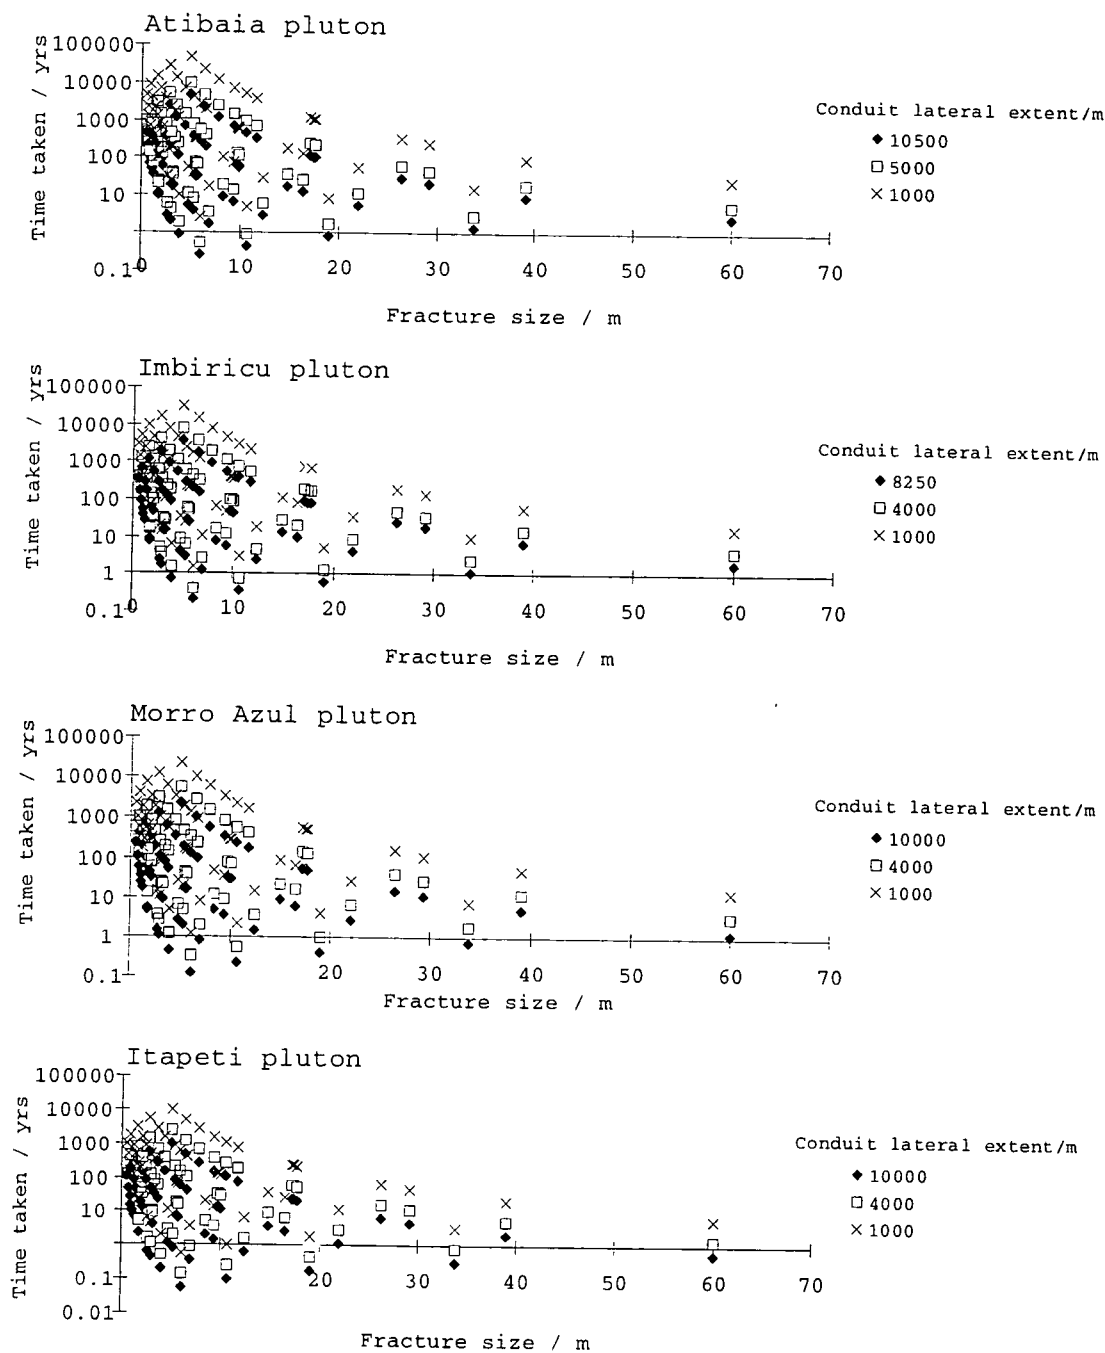 Atibaia pluton
Time taken / yrs
100000
10000
1000
100
10
0.1
0 10 20 30 40 50 60 70
Fracture size / m
Conduit lateral extent/m
10500
5000
1000
Imbiricu pluton
Time taken / yrs
100000
10000
1000
100
10
1
0.1
0 10 20 30 40 50 60 70
Fracture size / m
Conduit lateral extent/m
8250
4000
1000
Morro Azul pluton
Time taken / yrs
100000
10000
1000
100
10
1
0.1
20 30 40 50 60 70
Fracture size / m
Conduit lateral extent/m
10000
4000
1000
Itapeti pluton
Time taken / yrs
100000
10000
1000
100
10
0.1
0.01
20 30 40 50 60 70
Fracture size / m
Conduit lateral extent/m
10000
4000
1000